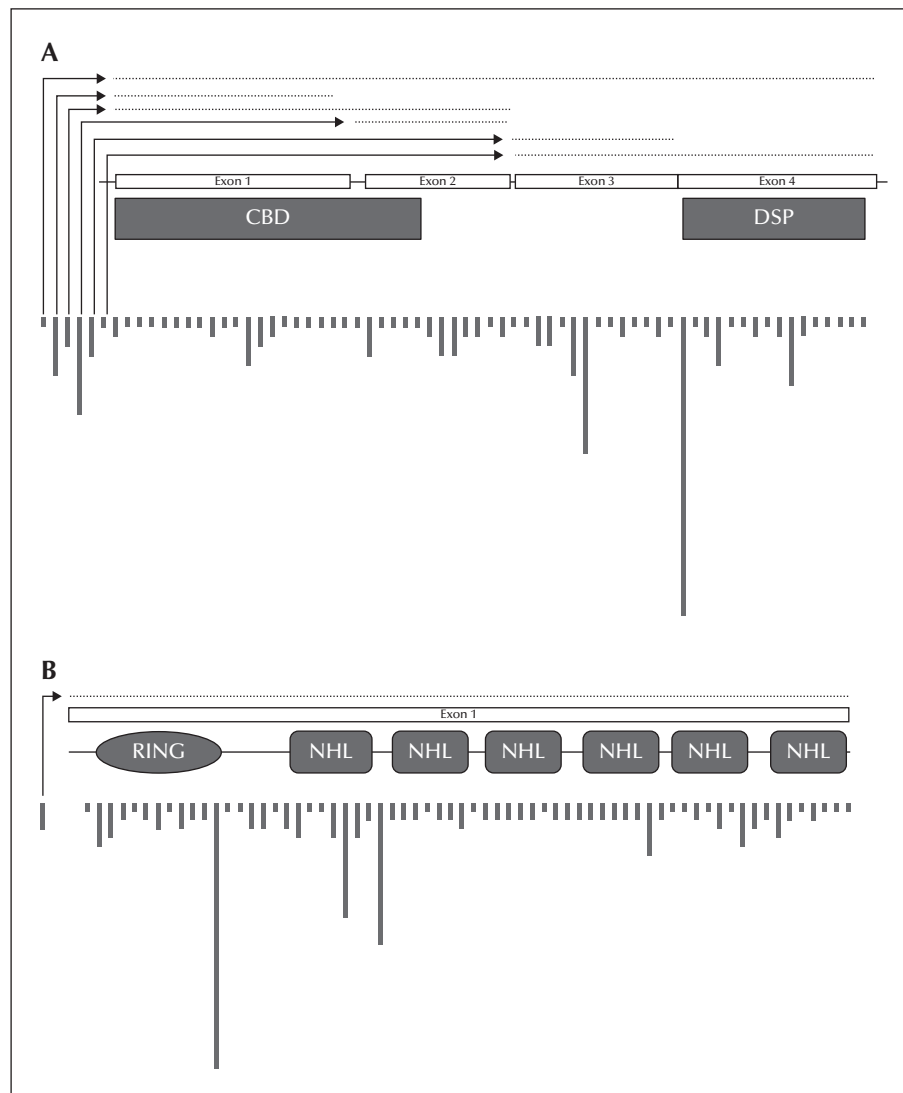 A
Exon 1 Exon 2 Exon 3 Exon 4
CBD DSP
B
Exon 1
RING NHL NHL NHL NHL NHL NHL